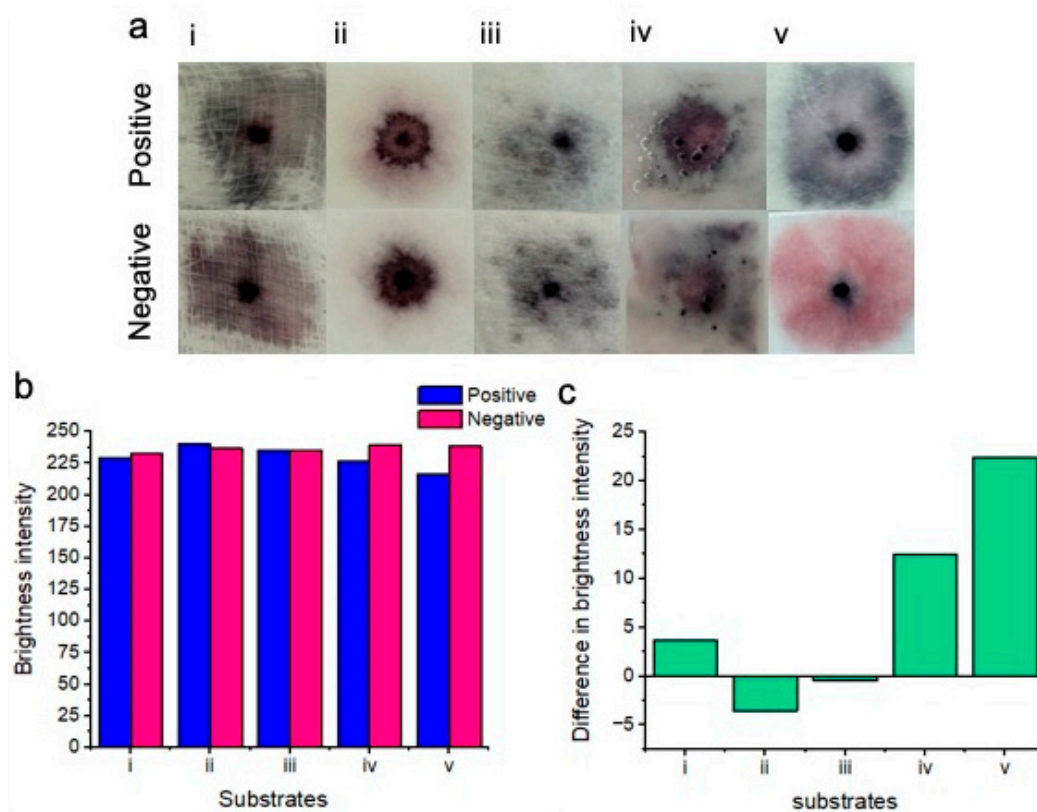 a
i ii iii iv v
Positive
Negative
b
Positive
Negative
250
225
200
175
150
125
100
75
50
25
0
Brightness intensity
i ii iii iv v
Substrates
c
25
20
15
10
5
0
−5
Difference in brightness intensity
i ii iii iv v
substrates